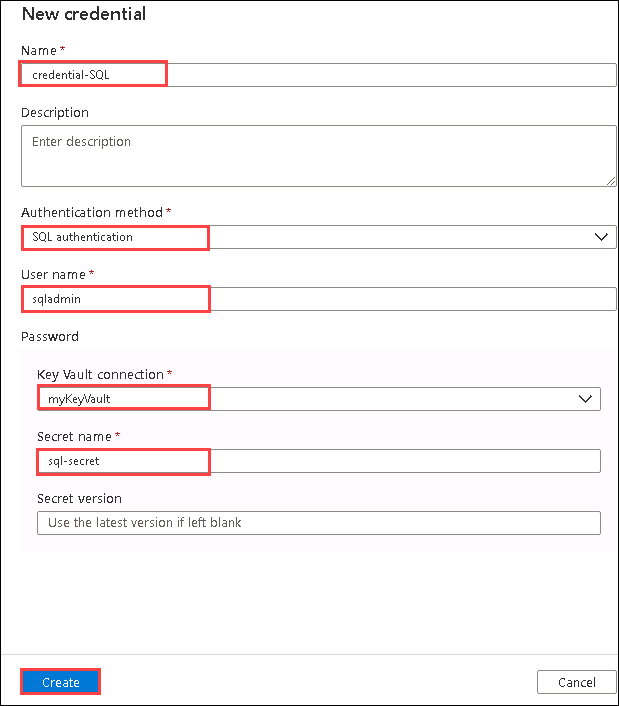 New credential
Name *
credential-SQL
Description
Enter description
Authentication method *
SQL authentication
User name *
sqladmin
Password
Key Vault connection *
myKeyVault
Secret name *
sql-secret
Secret version
Use the latest version if left blank
Create Cancel